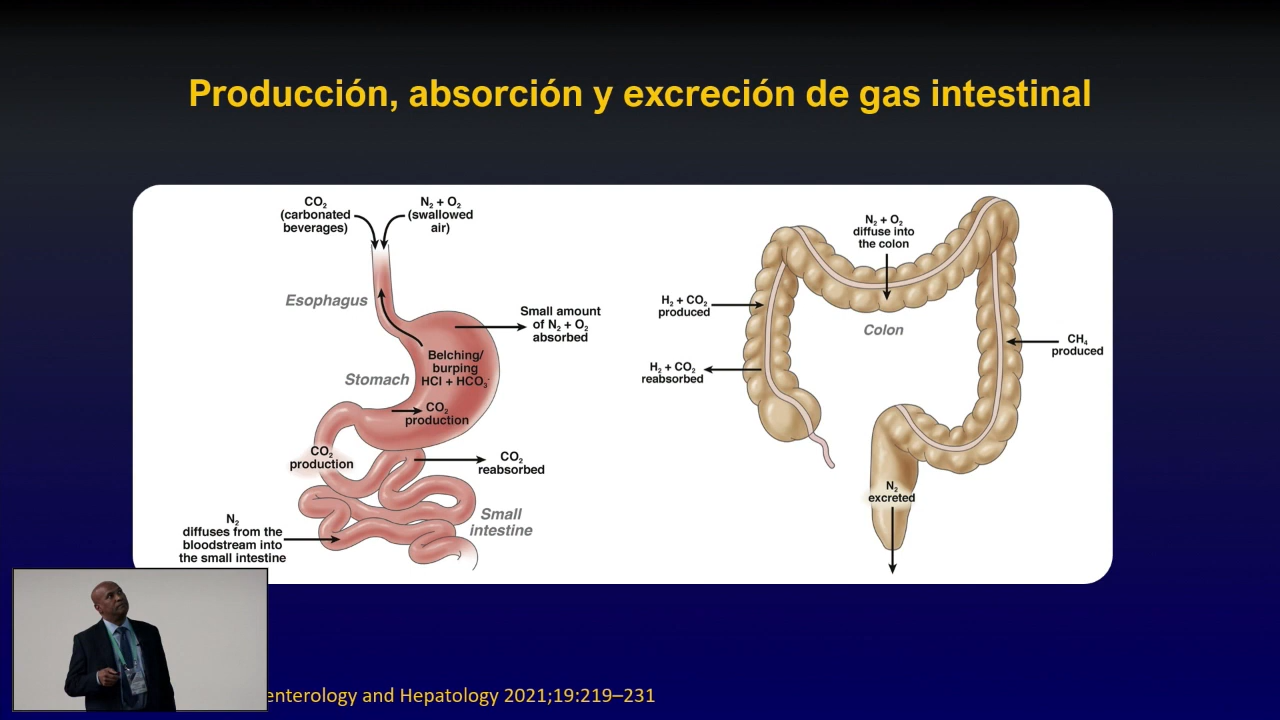 Producción, absorción y excreción de gas intestinal
CO₂
(carbonated
beverages)
N₂ + O₂
(swallowed
air)
Esophagus
Small amount
of N₂ + O₂
absorbed
Belching/
burping
HCl + HCO₃⁻
Stomach
CO₂
production
CO₂
production
CO₂
reabsorbed
Small
intestine
N₂
diffuses from the
bloodstream into
the small intestine
N₂ + O₂
diffuse into
the colon
H₂ + CO₂
produced
Colon
CH₄
produced
H₂ + CO₂
reabsorbed
N₂
excreted
and Hepatology 2021;19:219–231